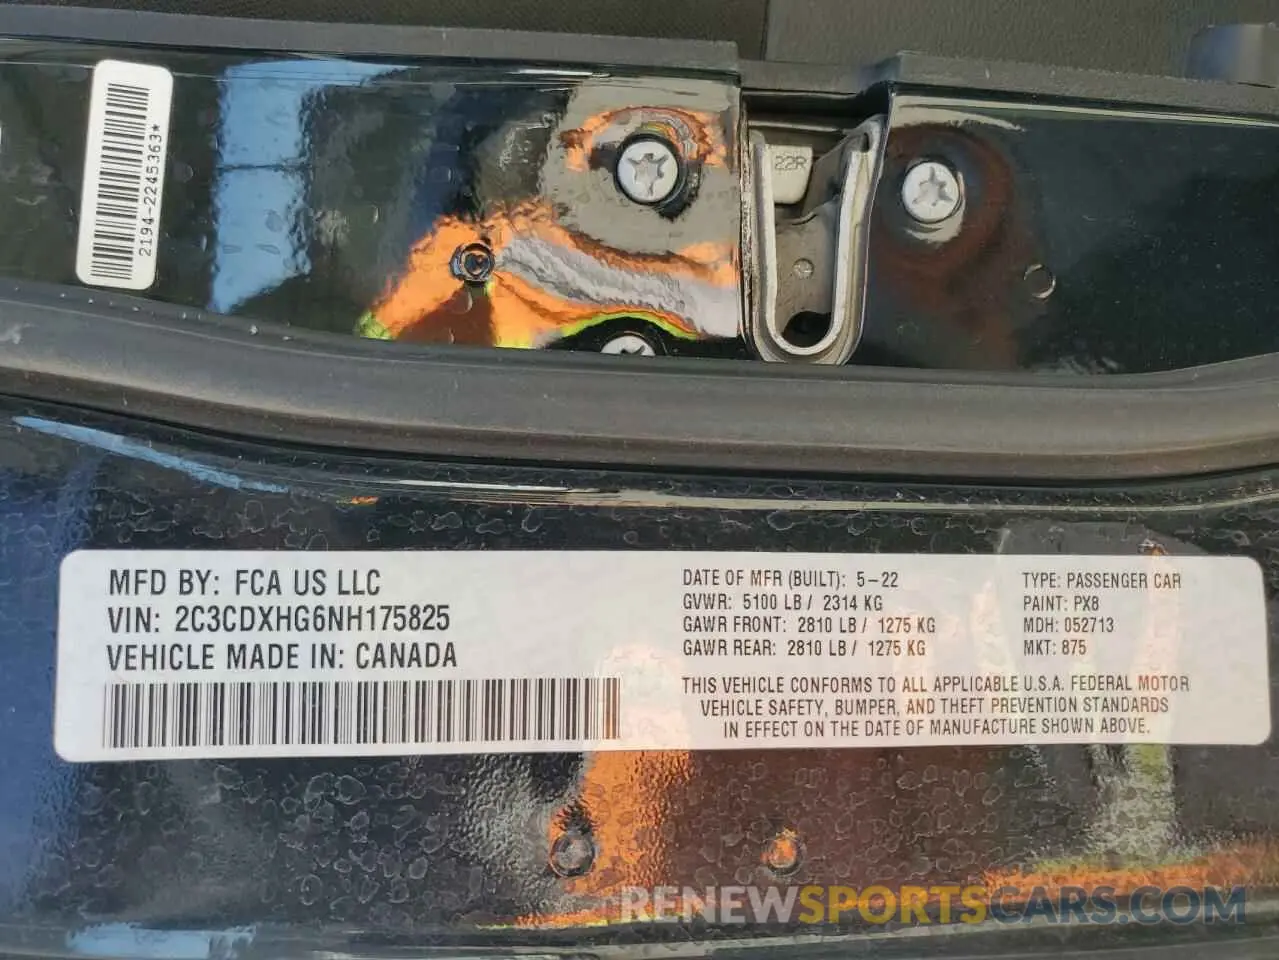 2194-2245363*
22R
MFD BY: FCA US LLC
VIN: 2C3CDXHG6NH175825
VEHICLE MADE IN: CANADA
DATE OF MFR (BUILT): 5-22
GVWR: 5100 LB / 2314 KG
GAWR FRONT: 2810 LB / 1275 KG
GAWR REAR: 2810 LB / 1275 KG
TYPE: PASSENGER CAR
PAINT: PX8
MDH: 052713
MKT: 875
THIS VEHICLE CONFORMS TO ALL APPLICABLE U.S.A. FEDERAL MOTOR
VEHICLE SAFETY, BUMPER, AND THEFT PREVENTION STANDARDS
IN EFFECT ON THE DATE OF MANUFACTURE SHOWN ABOVE.
RENEWSPORTSCARS.COM